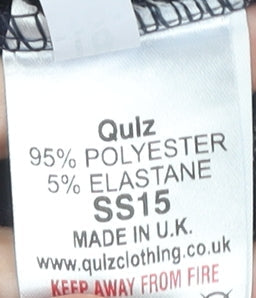 Quiz
95% POLYESTER
5% ELASTANE
SS15
MADE IN U.K.
www.quizclothing.co.uk
KEEP AWAY FROM FIRE